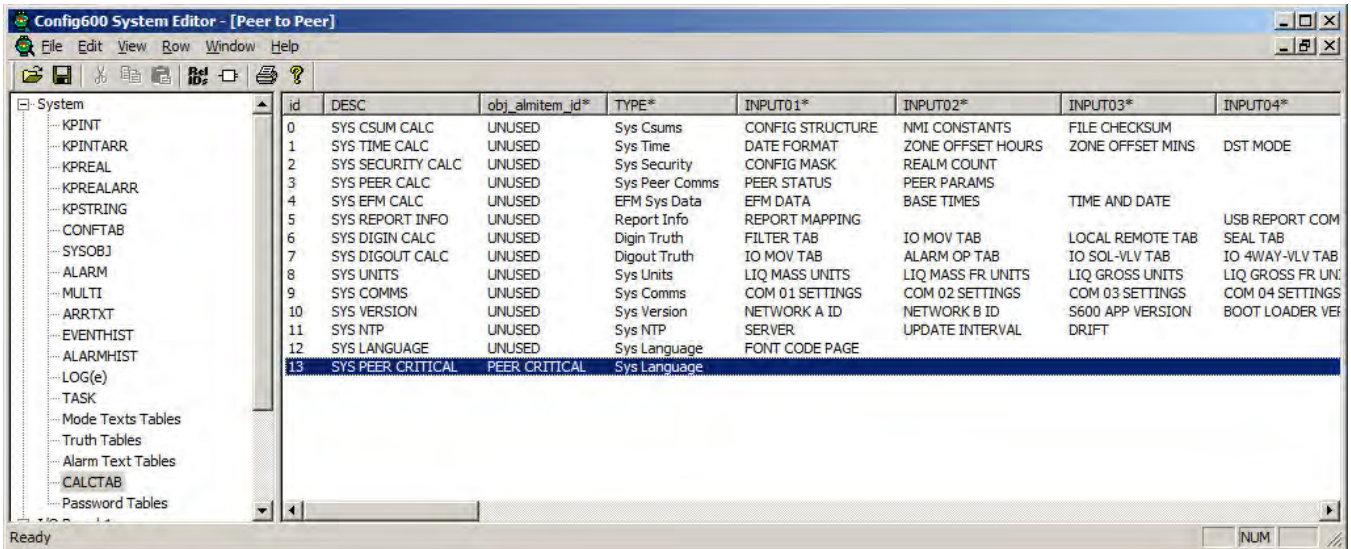 Config600 System Editor - [Peer to Peer]
File Edit View Row Window Help
Rel IDs
System
KPINT
KPINTARR
KPREAL
KPREALARR
KPSTRING
CONFTAB
SYSOBJ
ALARM
MULTI
ARRTXT
EVENTHIST
ALARMHIST
LOG(e)
TASK
Mode Texts Tables
Truth Tables
Alarm Text Tables
CALCTAB
Password Tables
id DESC obj_almitem_id* TYPE* INPUT01* INPUT02* INPUT03* INPUT04*
0 SYS CSUM CALC UNUSED Sys Csums CONFIG STRUCTURE NMI CONSTANTS FILE CHECKSUM
1 SYS TIME CALC UNUSED Sys Time DATE FORMAT ZONE OFFSET HOURS ZONE OFFSET MINS DST MODE
2 SYS SECURITY CALC UNUSED Sys Security CONFIG MASK REALM COUNT
3 SYS PEER CALC UNUSED Sys Peer Comms PEER STATUS PEER PARAMS
4 SYS EFM CALC UNUSED EFM Sys Data EFM DATA BASE TIMES TIME AND DATE
5 SYS REPORT INFO UNUSED Report Info REPORT MAPPING USB REPORT COM
6 SYS DIGIN CALC UNUSED Digin Truth FILTER TAB IO MOV TAB LOCAL REMOTE TAB SEAL TAB
7 SYS DIGOUT CALC UNUSED Digout Truth IO MOV TAB ALARM OP TAB IO SOL-VLV TAB IO 4WAY-VLV TAB
8 SYS UNITS UNUSED Sys Units LIQ MASS UNITS LIQ MASS FR UNITS LIQ GROSS UNITS LIQ GROSS FR UNI
9 SYS COMMS UNUSED Sys Comms COM 01 SETTINGS COM 02 SETTINGS COM 03 SETTINGS COM 04 SETTINGS
10 SYS VERSION UNUSED Sys Version NETWORK A ID NETWORK B ID S600 APP VERSION BOOT LOADER VER
11 SYS NTP UNUSED Sys NTP SERVER UPDATE INTERVAL DRIFT
12 SYS LANGUAGE UNUSED Sys Language FONT CODE PAGE
13 SYS PEER CRITICAL PEER CRITICAL Sys Language
Ready NUM